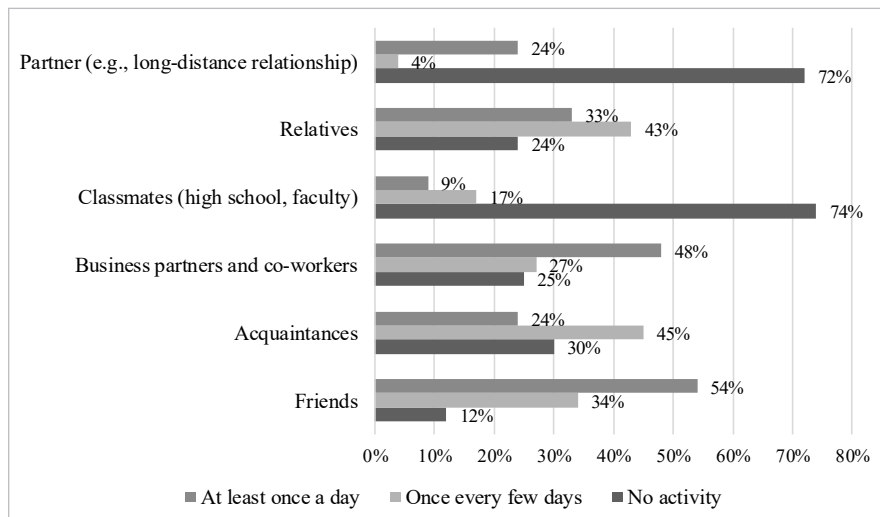 Partner (e.g., long-distance relationship)
24%
4%
72%
Relatives
33%
43%
24%
Classmates (high school, faculty)
9%
17%
74%
Business partners and co-workers
48%
27%
25%
Acquaintances
24%
45%
30%
Friends
54%
34%
12%
0% 10% 20% 30% 40% 50% 60% 70% 80%
At least once a day Once every few days No activity